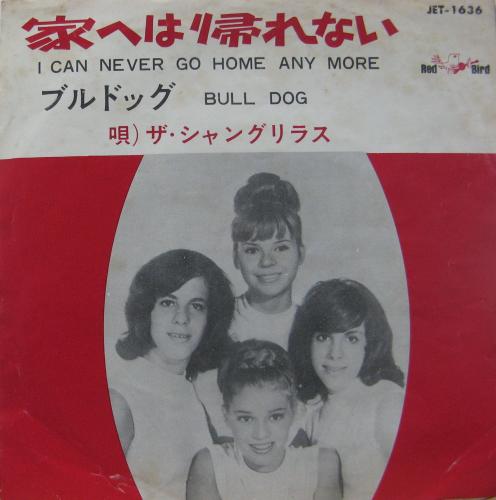 JET-1636
家へは帰れない
I CAN NEVER GO HOME ANY MORE
Red Bird
ブルドッグ BULL DOG
唄)ザ・シャングリラス